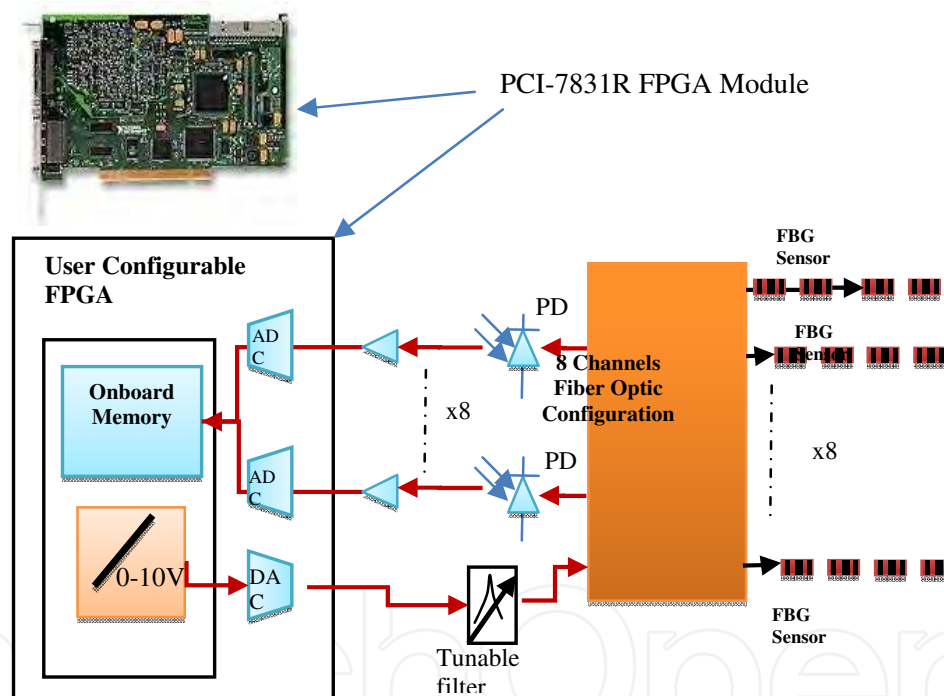 PCI-7831R FPGA Module
User Configurable
FPGA
FBG
Sensor
AD
C
PD
FBG
Sensor
8 Channels
Fiber Optic
Configuration
Onboard
Memory
x8
x8
AD
C
PD
0-10V
DA
C
FBG
Sensor
Tunable
filter